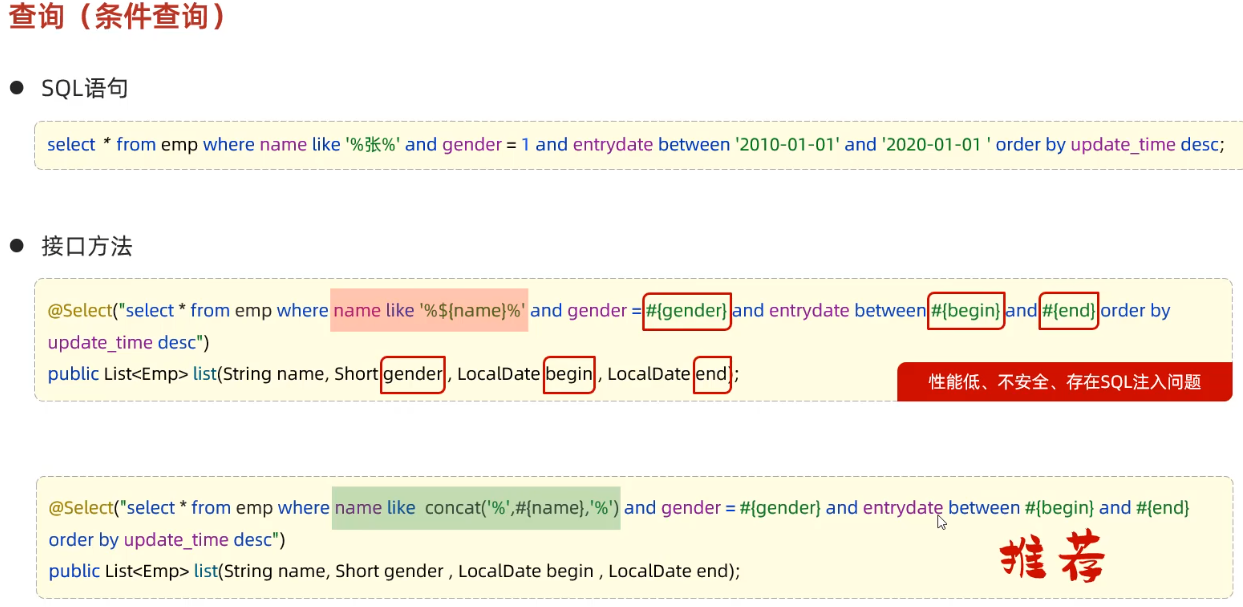 查询（条件查询）
● SQL语句
select * from emp where name like '%张%' and gender = 1 and entrydate between '2010-01-01' and '2020-01-01 ' order by update_time desc;
● 接口方法
@Select("select * from emp where name like '%${name}%' and gender = #{gender} and entrydate between #{begin} and #{end} order by
update_time desc")
public List<Emp> list(String name, Short gender , LocalDate begin , LocalDate end);
性能低、不安全、存在SQL注入问题
@Select("select * from emp where name like concat('%',#{name},'%') and gender = #{gender} and entrydate between #{begin} and #{end}
order by update_time desc")
public List<Emp> list(String name, Short gender , LocalDate begin , LocalDate end);
推荐